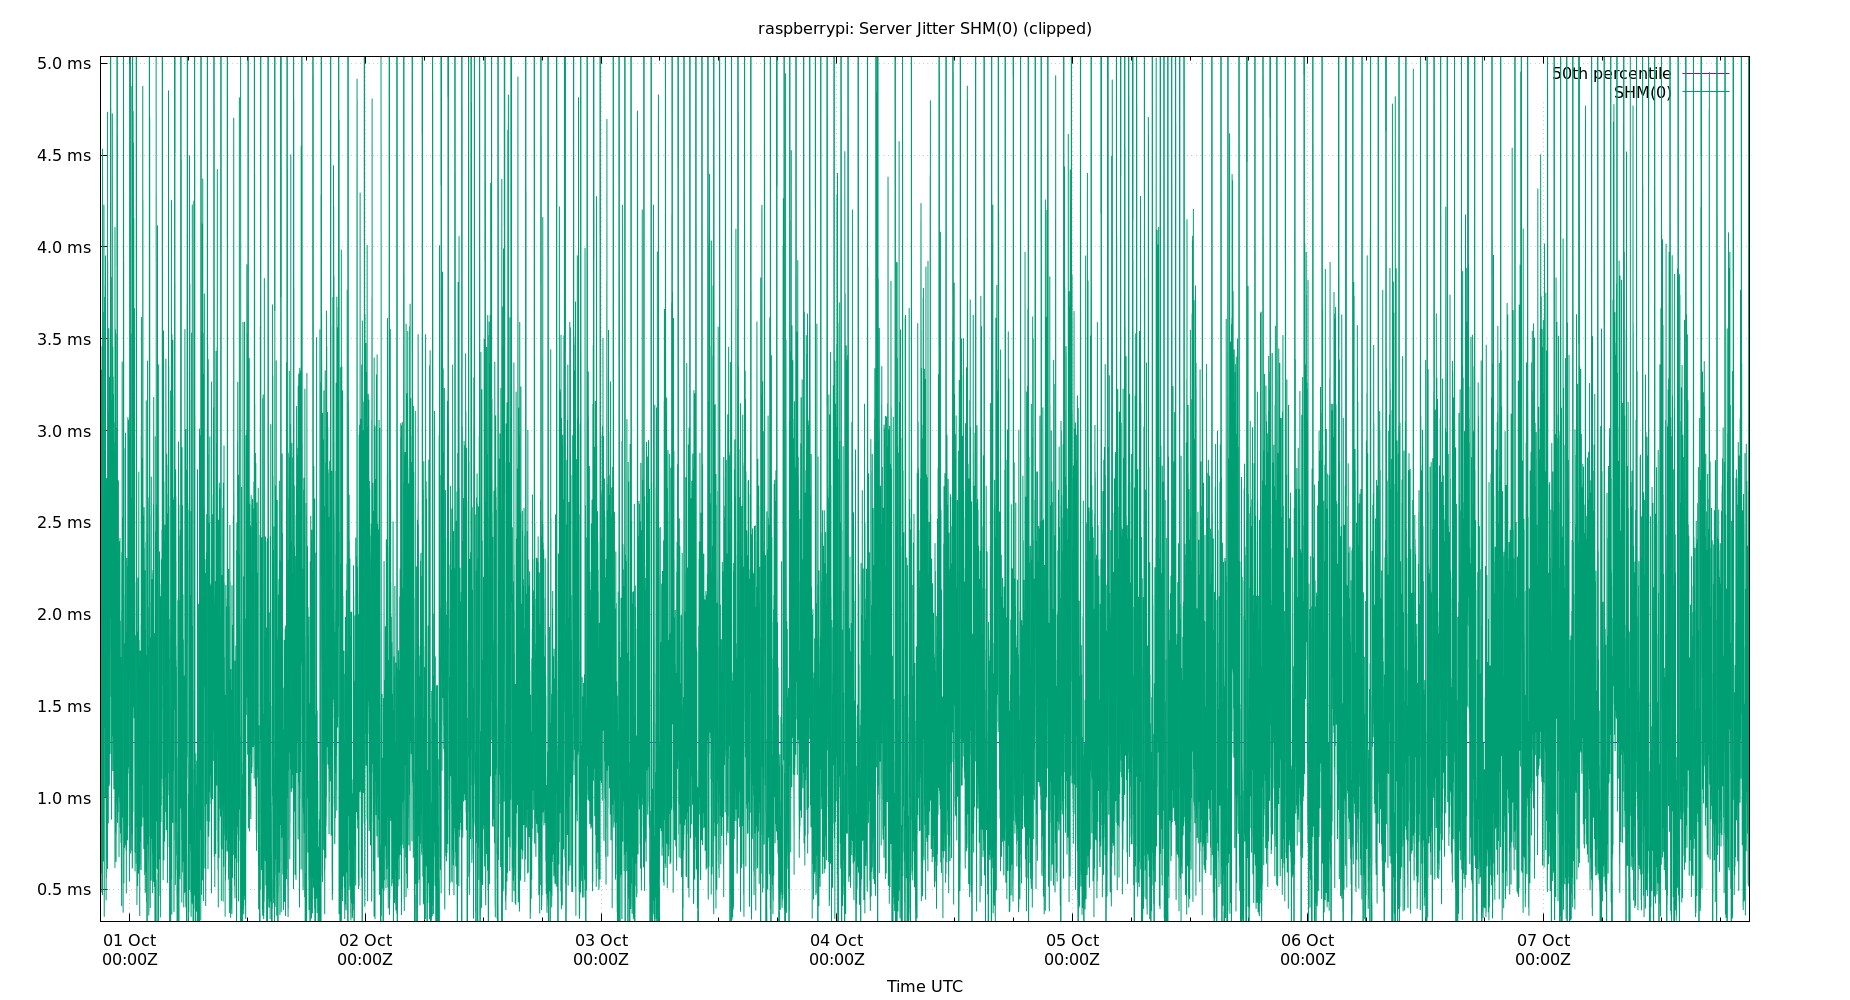 raspberrypi: Server Jitter SHM(0) (clipped)
5.0 ms
50th percentile
SHM(0)
4.5 ms
4.0 ms
3.5 ms
3.0 ms
2.5 ms
2.0 ms
1.5 ms
1.0 ms
0.5 ms
01 Oct 02 Oct 03 Oct 04 Oct 05 Oct 06 Oct 07 Oct
00:00Z 00:00Z 00:00Z 00:00Z 00:00Z 00:00Z 00:00Z
Time UTC